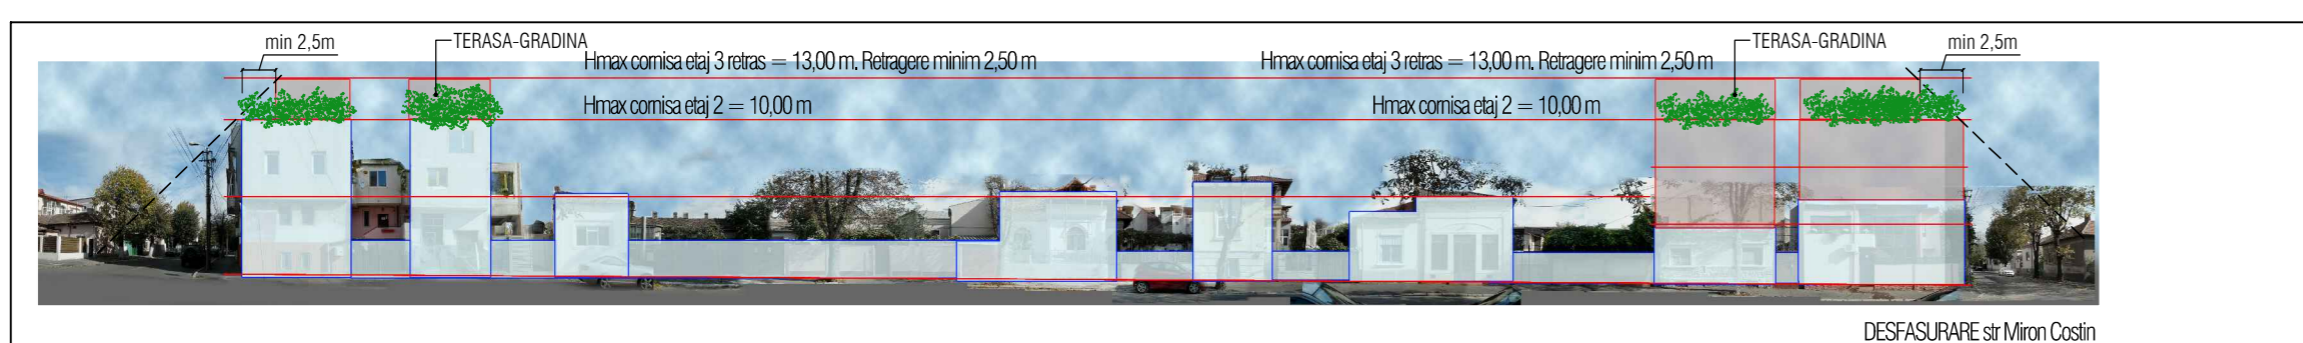 min 2,5m
TERASA-GRADINA
Hmax cornisa etaj 3 retras = 13,00 m. Retragere minim 2,50 m
Hmax cornisa etaj 3 retras = 13,00 m. Retragere minim 2,50 m
TERASA-GRADINA
min 2,5m
Hmax cornisa etaj 2 = 10,00 m
Hmax cornisa etaj 2 = 10,00 m
DESFASURARE str Miron Costin